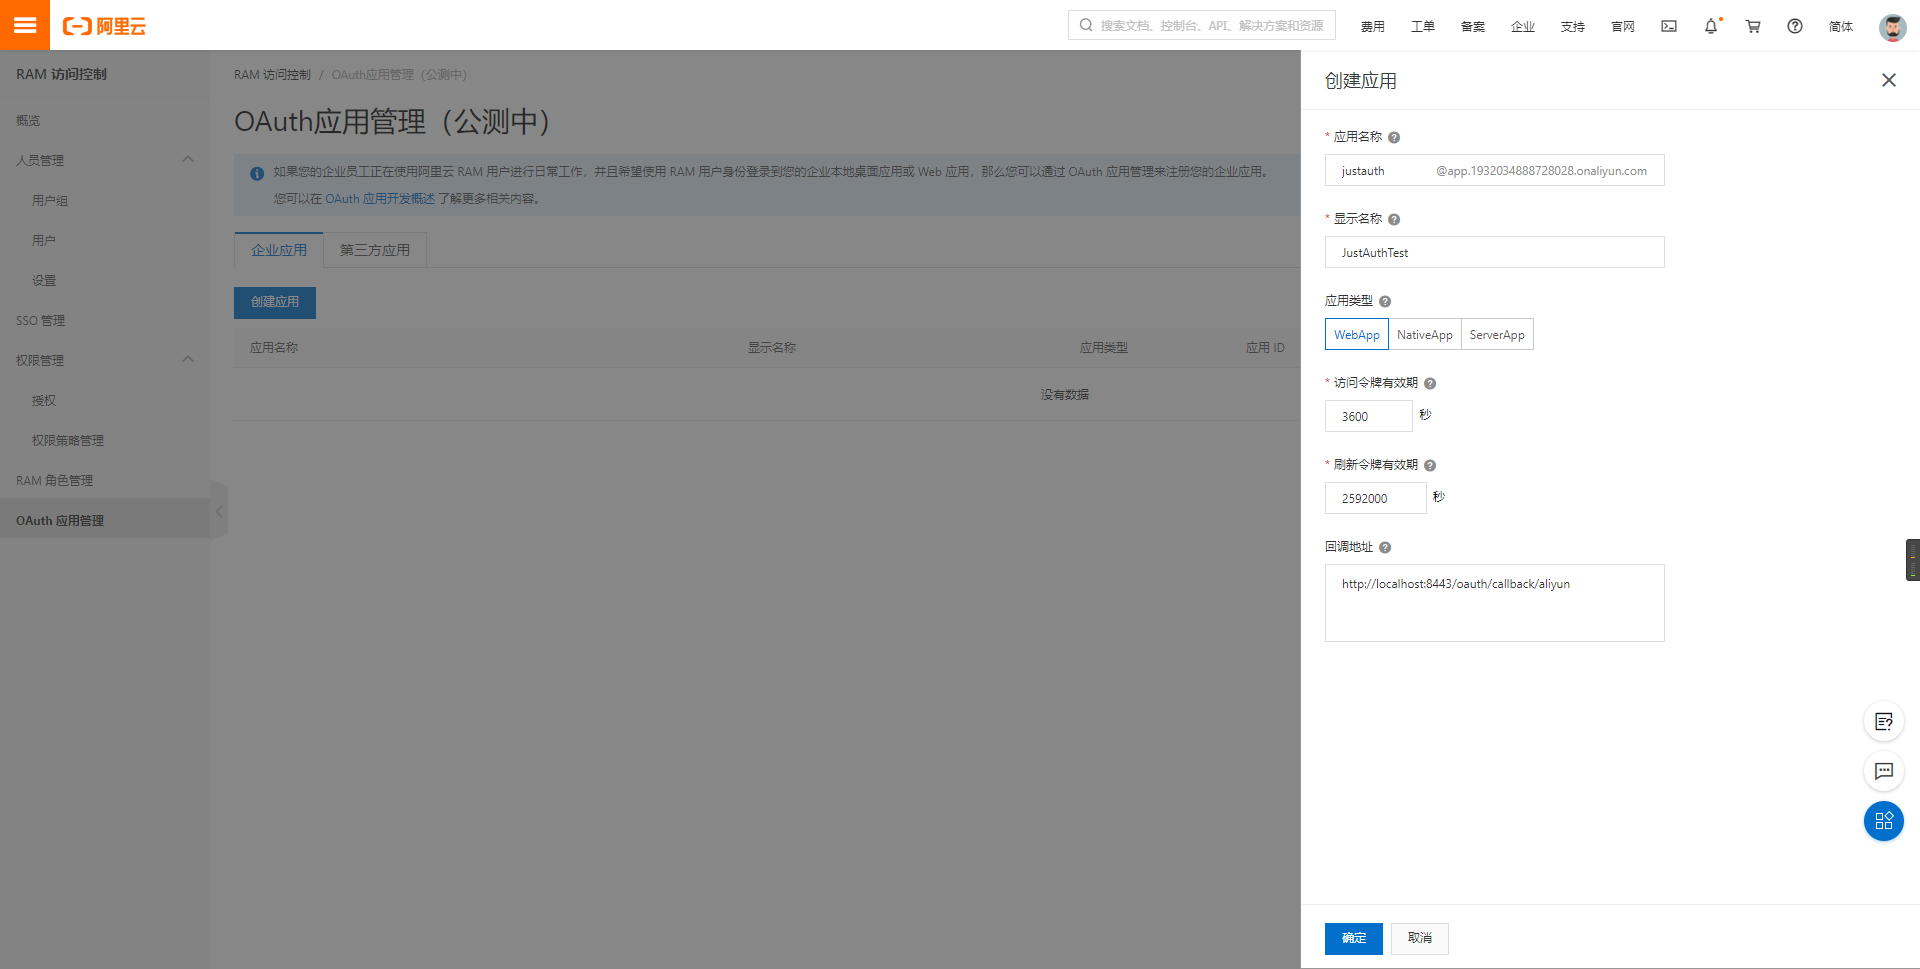 阿里云
搜索文档、控制台、API、解决方案和资源
费用
工单
备案
企业
支持
官网
简体
RAM 访问控制
概览
人员管理
用户组
用户
设置
SSO 管理
权限管理
授权
权限策略管理
RAM 角色管理
OAuth 应用管理
RAM 访问控制 / OAuth应用管理（公测中）
OAuth应用管理（公测中）
如果您的企业员工正在使用阿里云 RAM 用户进行日常工作，并且希望使用 RAM 用户身份登录到您的企业本地桌面应用或 Web 应用，那么您可以通过 OAuth 应用管理来注册您的企业应用。
您可以在 OAuth 应用开发概述 了解更多相关内容。
企业应用
第三方应用
创建应用
应用名称
显示名称
应用类型
应用 ID
没有数据
创建应用
* 应用名称
justauth @app.1932034888728028.onaliyun.com
* 显示名称
JustAuthTest
应用类型
WebApp
NativeApp
ServerApp
* 访问令牌有效期
3600 秒
* 刷新令牌有效期
2592000 秒
回调地址
http://localhost:8443/oauth/callback/aliyun
确定
取消